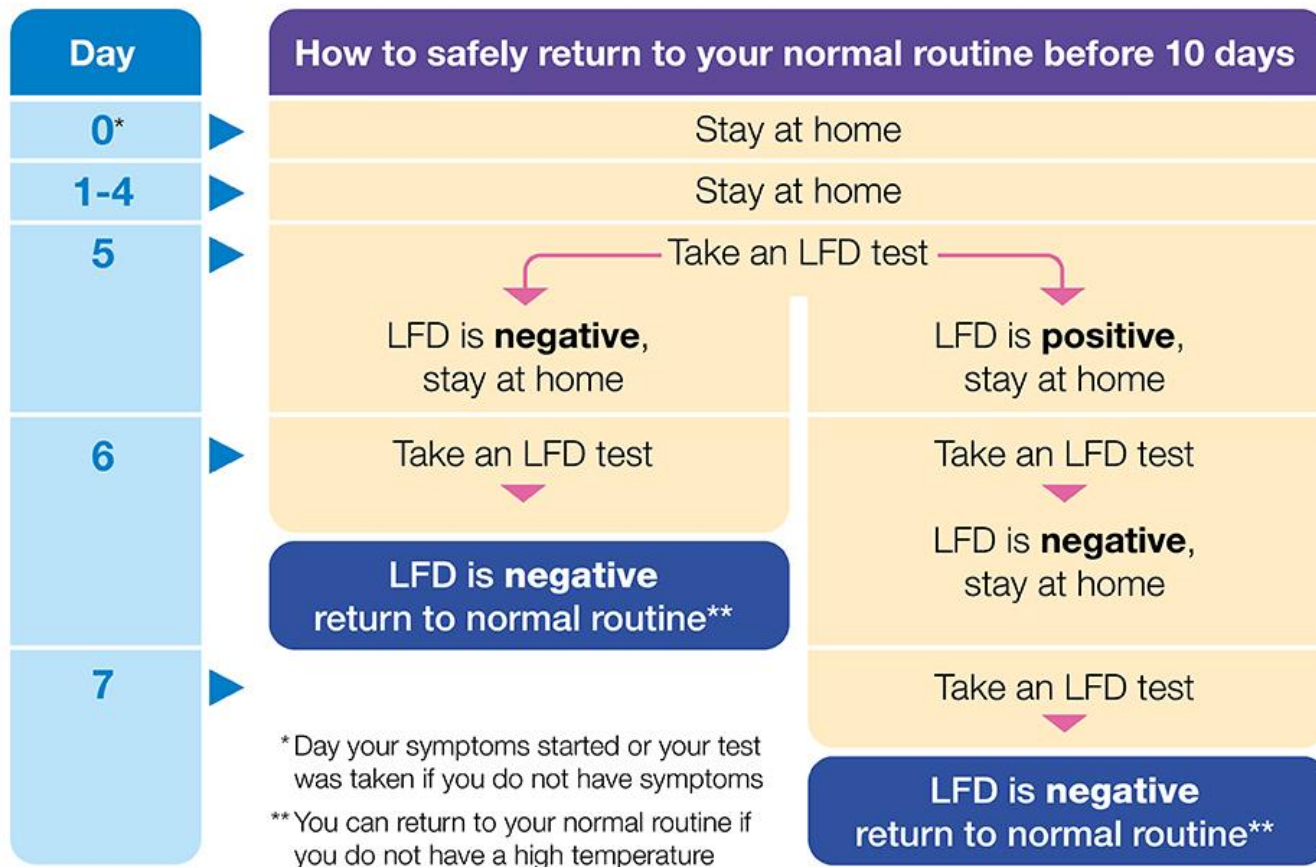 Day
How to safely return to your normal routine before 10 days
0*
Stay at home
1-4
Stay at home
5
Take an LFD test
LFD is negative,
stay at home
LFD is positive,
stay at home
6
Take an LFD test
Take an LFD test
LFD is negative
return to normal routine**
LFD is negative,
stay at home
7
Take an LFD test
LFD is negative
return to normal routine**
* Day your symptoms started or your test
was taken if you do not have symptoms
** You can return to your normal routine if
you do not have a high temperature